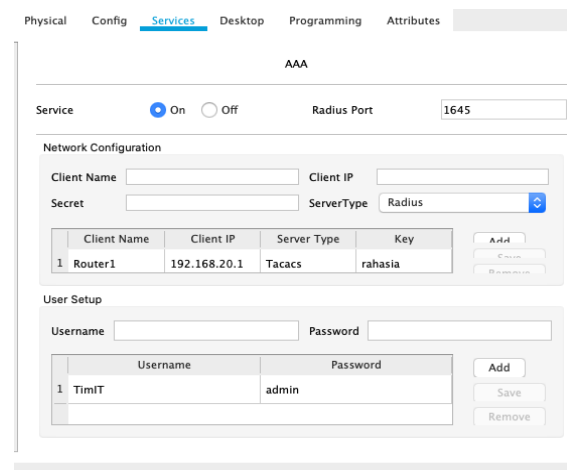 Physical Config Services Desktop Programming Attributes
AAA
Service On Off Radius Port 1645
Network Configuration
Client Name Client IP
Secret ServerType Radius
Client Name Client IP Server Type Key
Add
Save
1 Router1 192.168.20.1 Tacacs rahasia
Remove
User Setup
Username Password
Username Password
Add
1 TimIT admin
Save
Remove